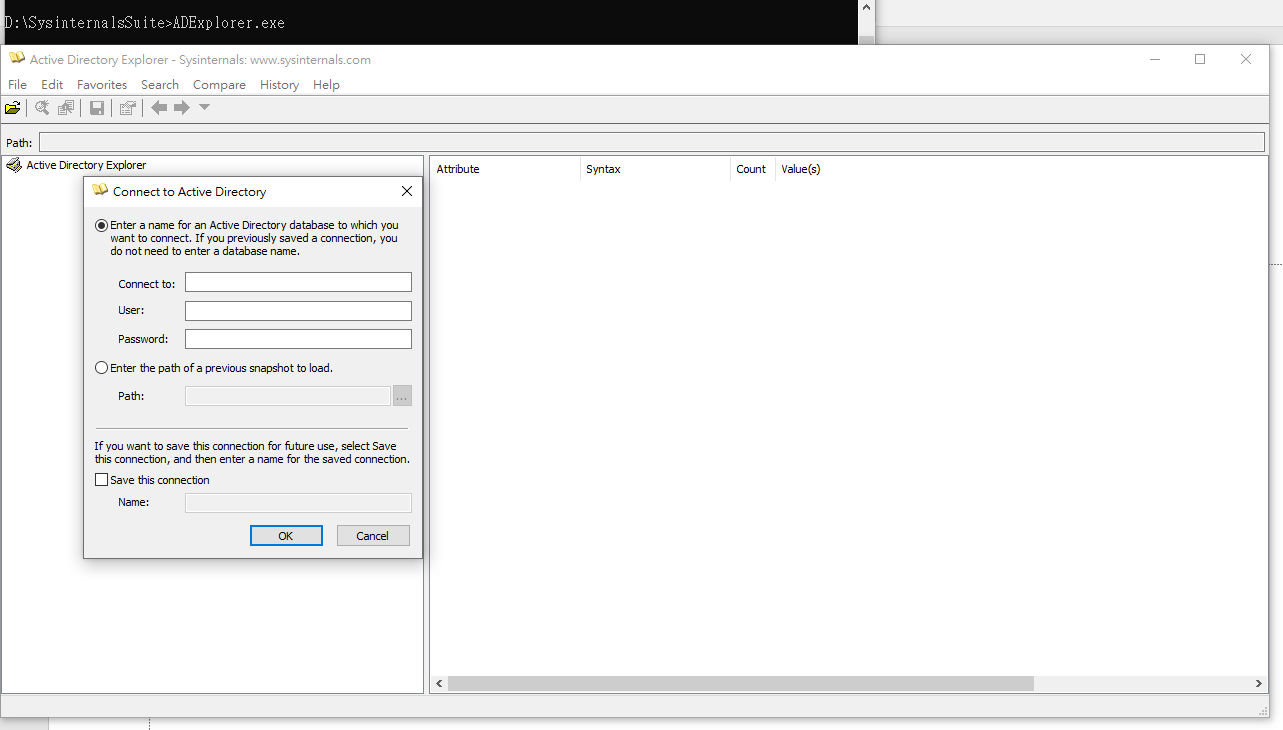 D:\SysinternalsSuite>ADExplorer.exe
Active Directory Explorer - Sysinternals: www.sysinternals.com
File Edit Favorites Search Compare History Help
Path:
Active Directory Explorer
Attribute Syntax Count Value(s)
Connect to Active Directory
Enter a name for an Active Directory database to which you
want to connect. If you previously saved a connection, you
do not need to enter a database name.
Connect to:
User:
Password:
Enter the path of a previous snapshot to load.
Path:
...
If you want to save this connection for future use, select Save
this connection, and then enter a name for the saved connection.
Save this connection
Name:
OK Cancel